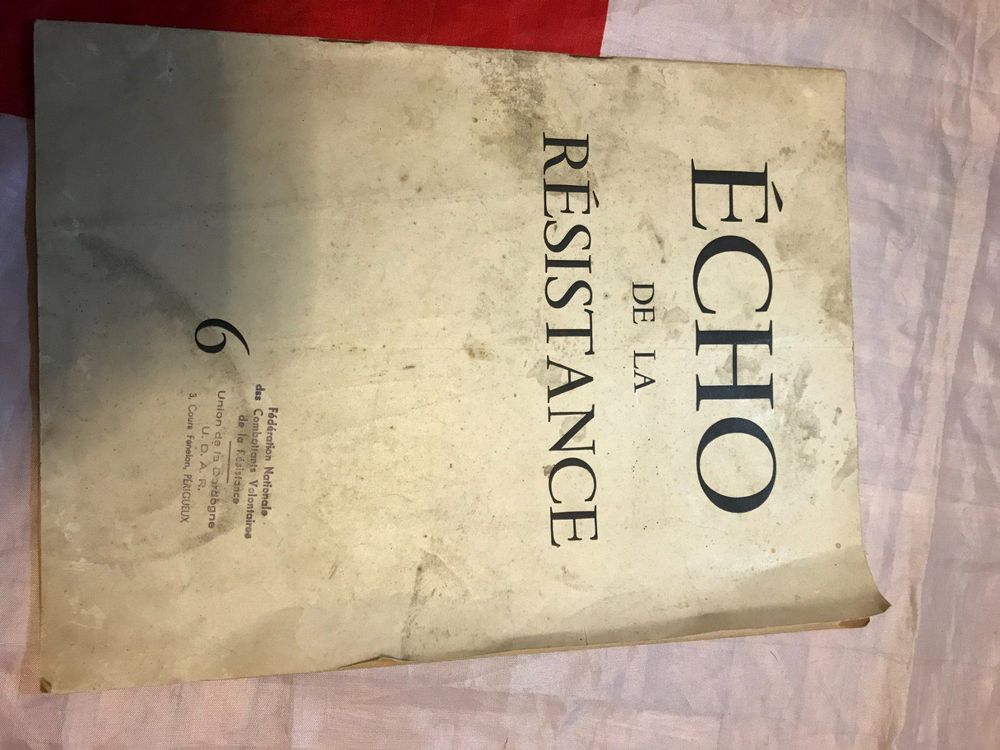 ÉCHO
DE LA
RÉSISTANCE
6
Fédération Nationale
des Combattants Volontaires
de la Résistance
Union de la Dordogne
U. D. A. R.
3, Cours Fénelon, PÉRIGUEUX